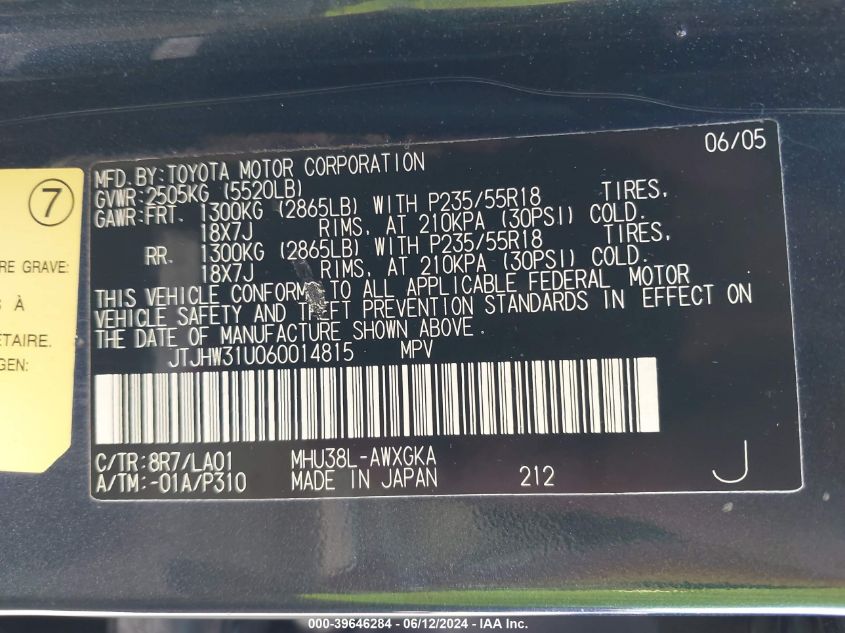 06/05
MFD. BY: TOYOTA MOTOR CORPORATION
GVWR: 2505KG (5520LB)
GAWR: FRT. 1300KG (2865LB) WITH P235/55R18 TIRES,
18X7J RIMS, AT 210KPA (30PSI) COLD.
RR. 1300KG (2865LB) WITH P235/55R18 TIRES,
18X7J RIMS, AT 210KPA (30PSI) COLD.
THIS VEHICLE CONFORM TO ALL APPLICABLE FEDERAL MOTOR
VEHICLE SAFETY AND THEFT PREVENTION STANDARDS IN EFFECT ON
THE DATE OF MANUFACTURE SHOWN ABOVE.
JTJHW31U060014815 MPV
C/TR: 8R7/LA01 MHU38L-AWXGKA
A/TM: -01A/P310 MADE IN JAPAN 212 J
7
RE GRAVE:
S À
ÉTAIRE.
GEN:
000-39646284 - 06/12/2024 - IAA Inc.